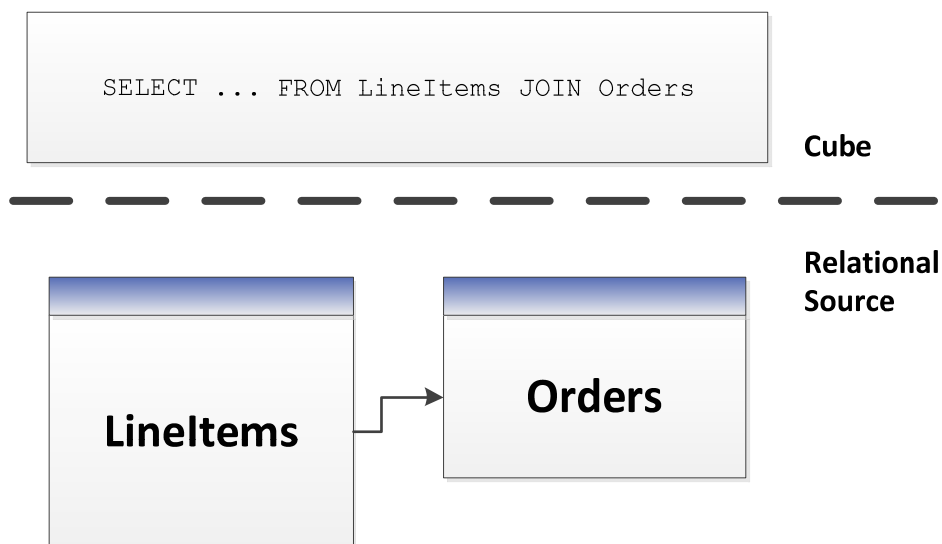 SELECT ... FROM LineItems JOIN Orders
Cube
Relational
Source
LineItems
Orders